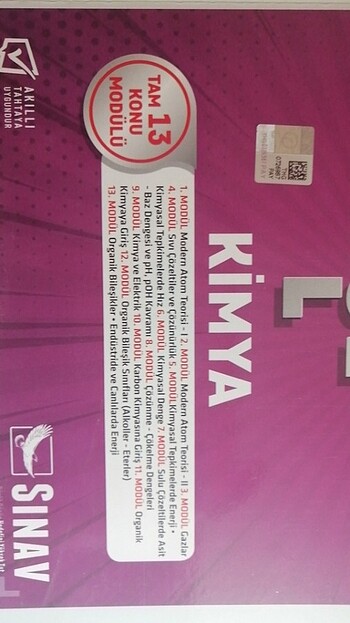 KİMYA
TAM 13
KONU
MODÜLÜ
1. MODÜL Modern Atom Teorisi - I 2. MODÜL Modern Atom Teorisi - II 3. MODÜL Gazlar
4. MODÜL Sıvı Çözeltiler ve Çözünürlük 5. MODÜL Kimyasal Tepkimelerde Enerji •
Kimyasal Tepkimelerde Hız 6. MODÜL Kimyasal Denge 7. MODÜL Sulu Çözeltilerde Asit
- Baz Dengesi ve pH, pOH Kavramı 8. MODÜL Çözünme - Çökelme Dengeleri
9. MODÜL Kimya ve Elektrik 10. MODÜL Karbon Kimyasına Giriş 11. MODÜL Organik
Kimyaya Giriş 12. MODÜL Organik Bileşik Sınıfları (Alkoller - Eterler)
13. MODÜL Organik Bileşikler • Endüstride ve Canlılarda Enerji
AKILLI
TAHTAYA
UYGUNDUR
SINAV